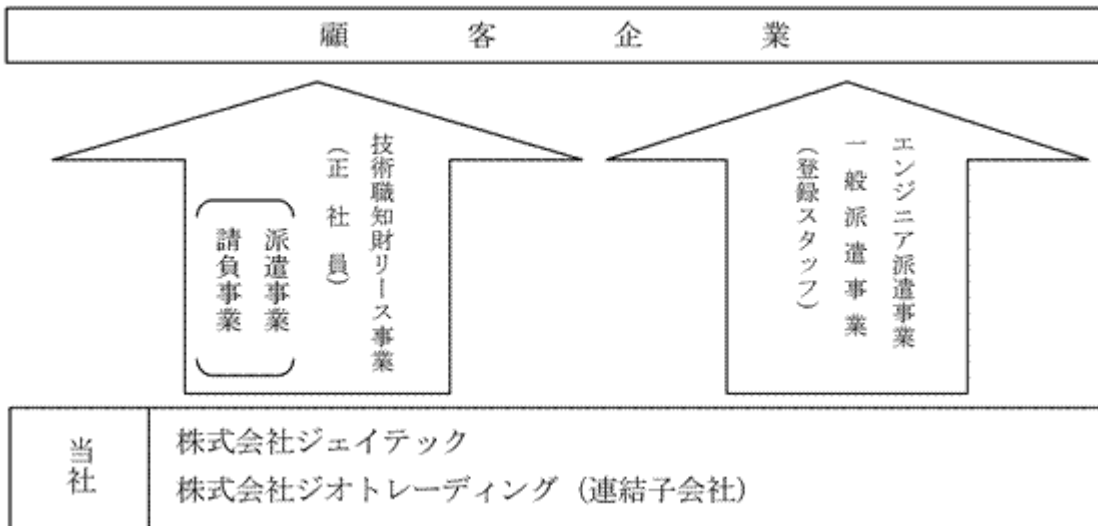 顧客企業
技術職知財リース事業
（正社員）
派遣事業
請負事業
エンジニア派遣事業
一般派遣事業
（登録スタッフ）
当社
株式会社ジェイテック
株式会社ジオトレーディング（連結子会社）